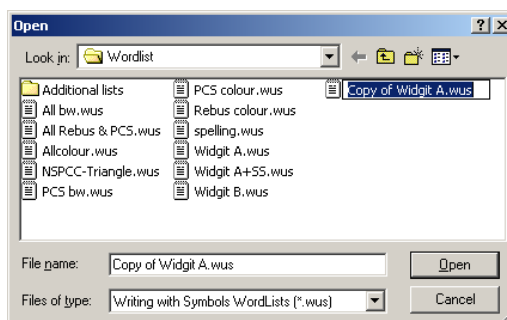 Open
Look in: Wordlist
Additional lists
All bw.wus
All Rebus & PCS.wus
Allcolour.wus
NSPCC-Triangle.wus
PCS bw.wus
PCS colour.wus
Rebus colour.wus
spelling.wus
Widgit A.wus
Widgit A+SS.wus
Widgit B.wus
Copy of Widgit A.wus
File name: Copy of Widgit A.wus
Open
Files of type: Writing with Symbols WordLists (*.wus)
Cancel